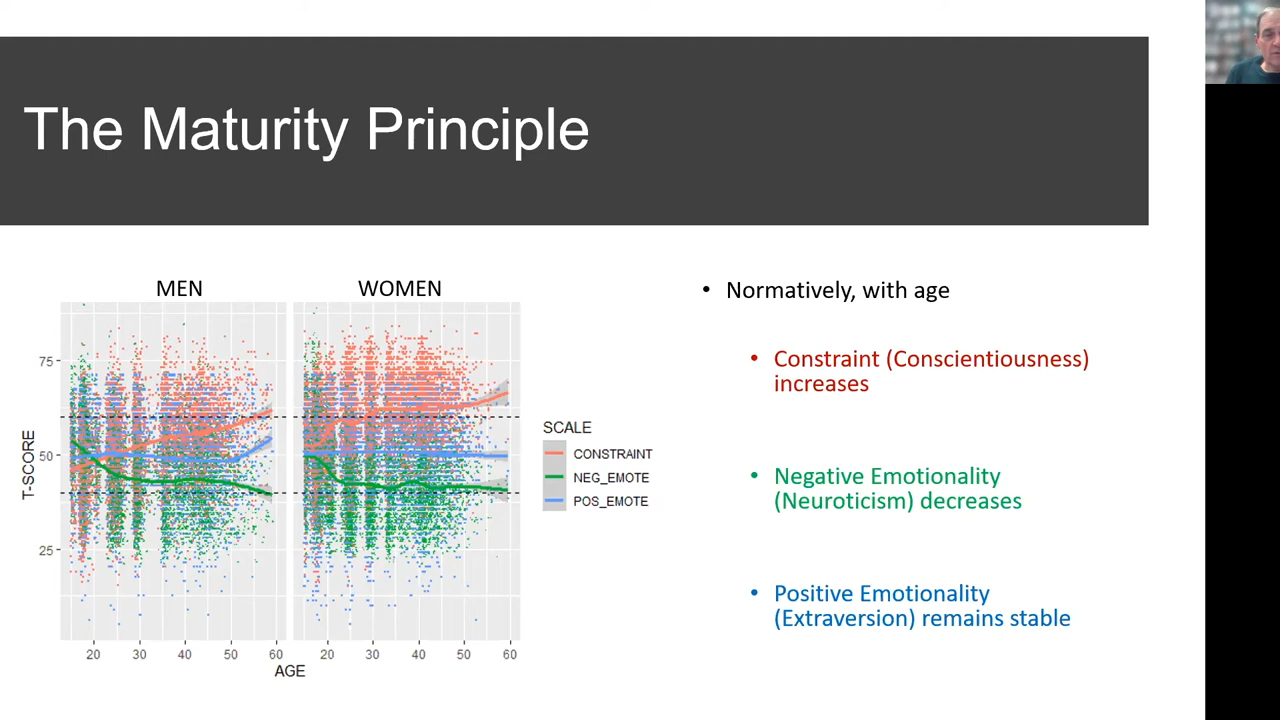 The Maturity Principle
MEN
WOMEN
T-SCORE
75
50
25
20
30
40
50
60
20
30
40
50
60
AGE
SCALE
CONSTRAINT
NEG_EMOTE
POS_EMOTE
• Normatively, with age
• Constraint (Conscientiousness)
increases
• Negative Emotionality
(Neuroticism) decreases
• Positive Emotionality
(Extraversion) remains stable